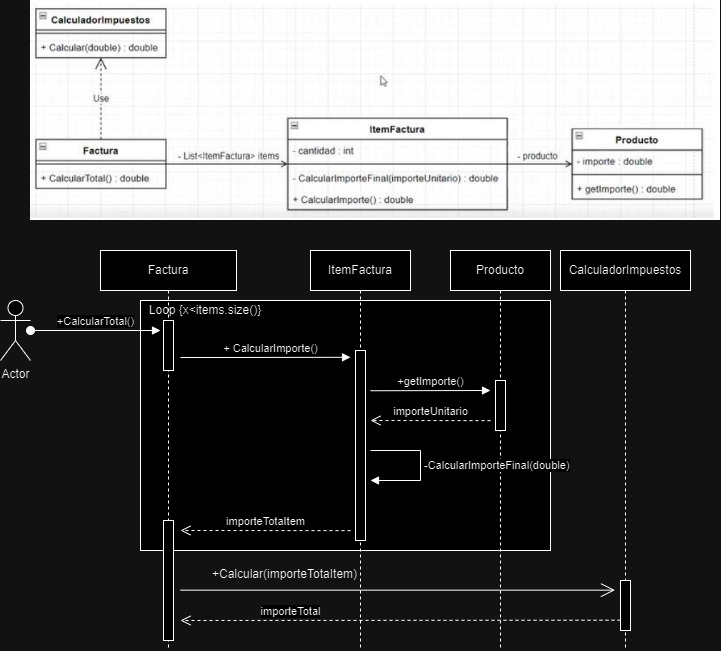 CalculadorImpuestos
+ Calcular(double) : double
Use
Factura
+ CalcularTotal() : double
- List<ItemFactura> items
ItemFactura
- cantidad : int
- CalcularImporteFinal(importeUnitario) : double
+ CalcularImporte() : double
- producto
Producto
- importe : double
+ getImporte() : double
Factura
ItemFactura
Producto
CalculadorImpuestos
Loop {x<items.size()}
+CalcularTotal()
Actor
+ CalcularImporte()
+getImporte()
importeUnitario
-CalcularImporteFinal(double)
importeTotaItem
+Calcular(importeTotaItem)
importeTotal